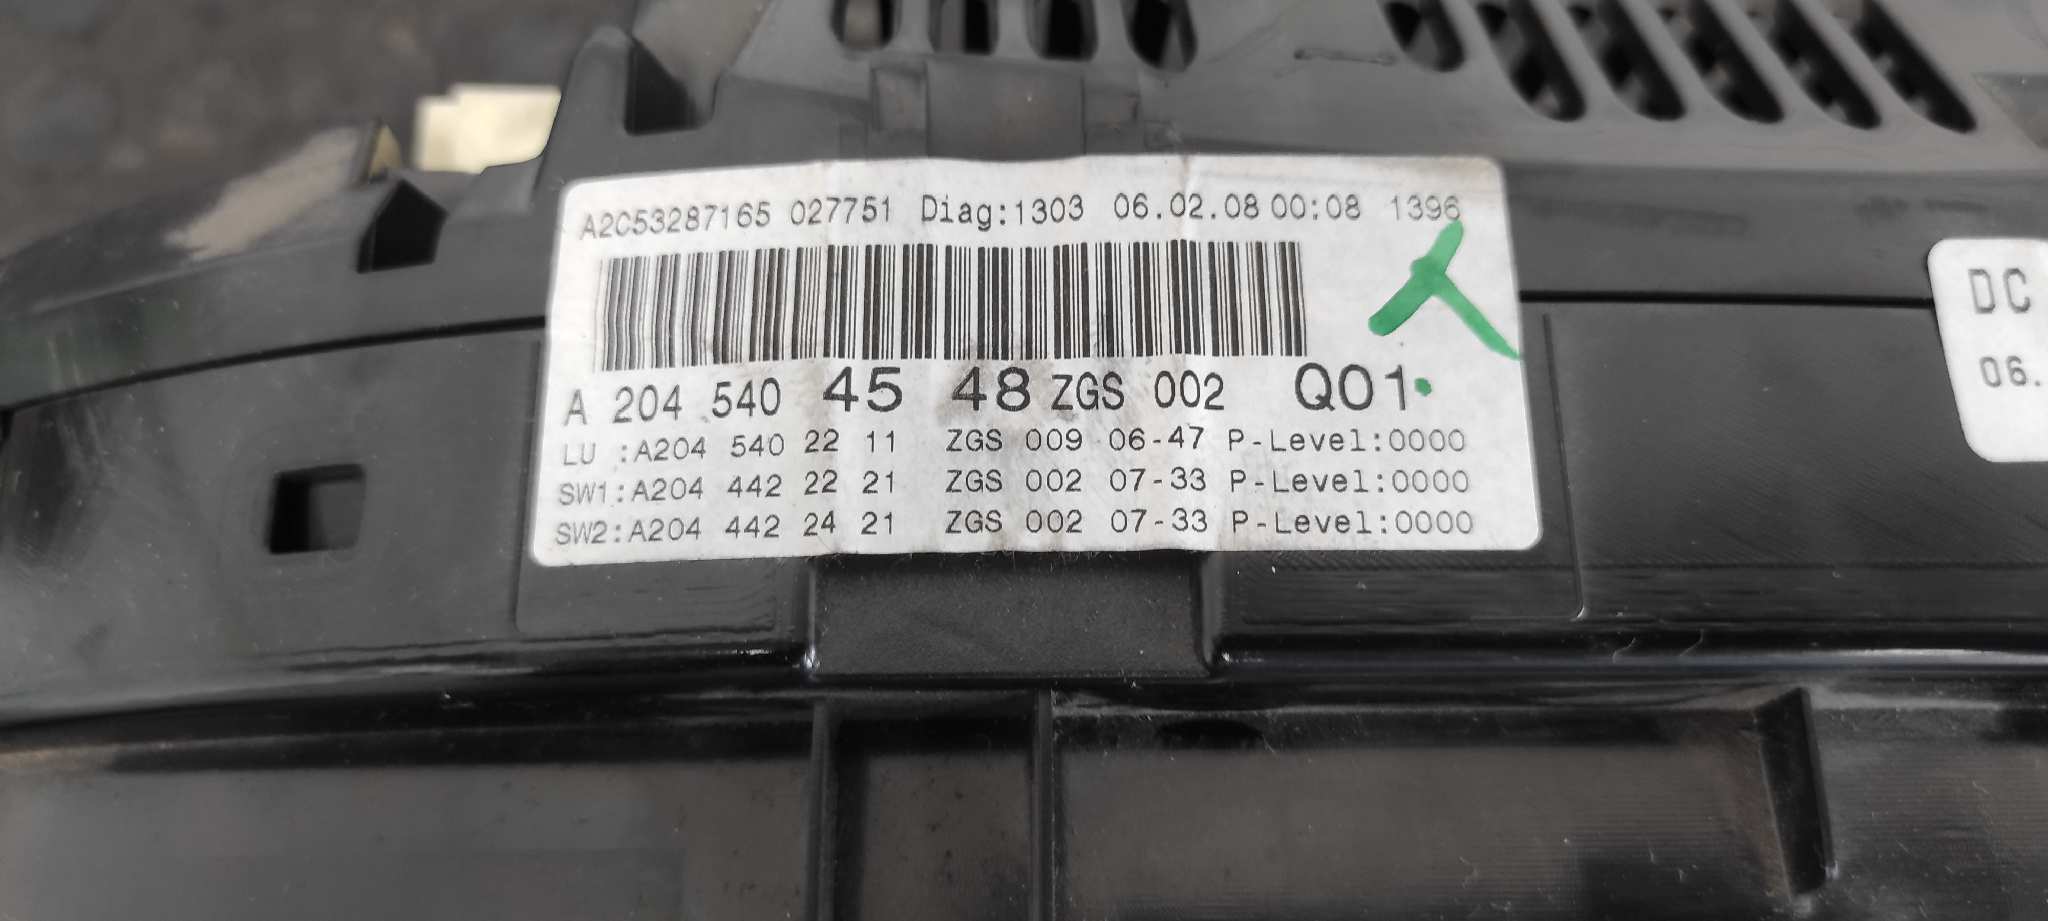 A2C53287165 027751 Diag:1303 06.02.08 00:08 1396
A 204 540 45 48 ZGS 002 Q01
LU :A204 540 22 11 ZGS 009 06-47 P-Level:0000
SW1:A204 442 22 21 ZGS 002 07-33 P-Level:0000
SW2:A204 442 24 21 ZGS 002 07-33 P-Level:0000
DC
06.